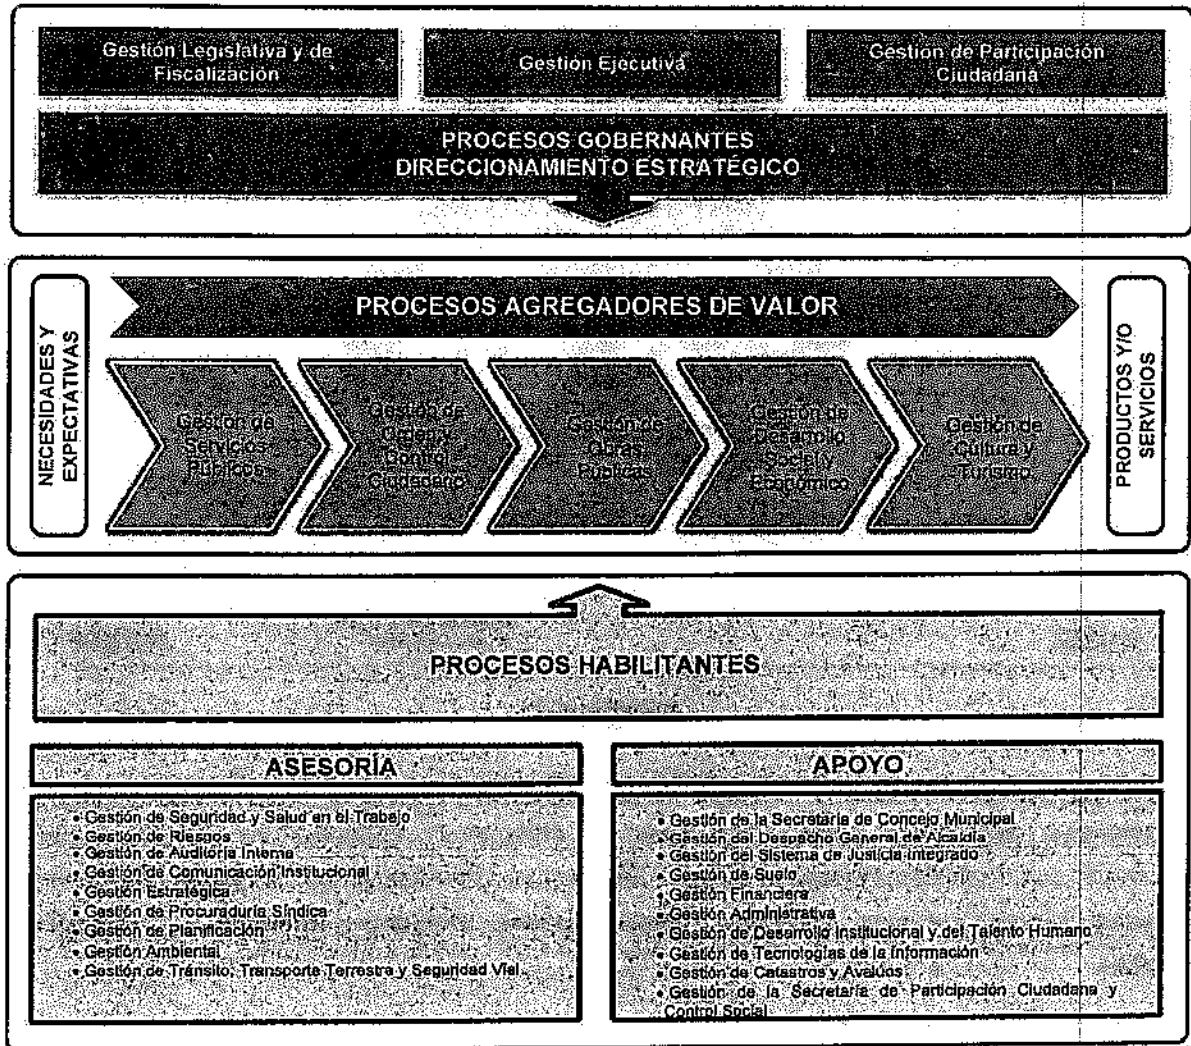 Gestión Legislativa y de
Fiscalización
Gestión Ejecutiva
Gestión de Participación
Ciudadana
PROCESOS GOBERNANTES
DIRECCIONAMIENTO ESTRATÉGICO
NECESIDADES Y
EXPECTATIVAS
PROCESOS AGREGADORES DE VALOR
Gestión de
Servicios
Públicos
Gestión de
Orden y
Control
Ciudadano
Gestión de
Obras
Públicas
Gestión de
Desarrollo
Social y
Económico
Gestión de
Cultura y
Turismo
PRODUCTOS Y/O
SERVICIOS
PROCESOS HABILITANTES
ASESORÍA
• Gestión de Seguridad y Salud en el Trabajo
• Gestión de Riesgos
• Gestión de Auditoría Interna
• Gestión de Comunicación Institucional
• Gestión Estratégica
• Gestión de Procuraduría Síndica
• Gestión de Planificación
• Gestión Ambiental
• Gestión de Tránsito, Transporte Terrestre y Seguridad Vial
APOYO
• Gestión de la Secretaría de Concejo Municipal
• Gestión del Despacho General de Alcaldía
• Gestión del Sistema de Justicia Integrado
• Gestión de Suelo
• Gestión Financiera
• Gestión Administrativa
• Gestión de Desarrollo Institucional y del Talento Humano
• Gestión de Tecnologías de la Información
• Gestión de Catastros y Avalúos
• Gestión de la Secretaría de Participación Ciudadana y
Control Social